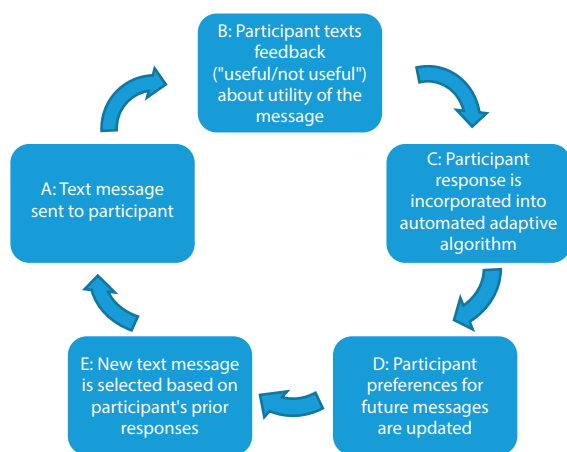 B: Participant texts
feedback
("useful/not useful")
about utility of the
message
A: Text message
sent to participant
C: Participant
response is
incorporated into
automated adaptive
algorithm
E: New text message
is selected based on
participant's prior
responses
D: Participant
preferences for
future messages
are updated